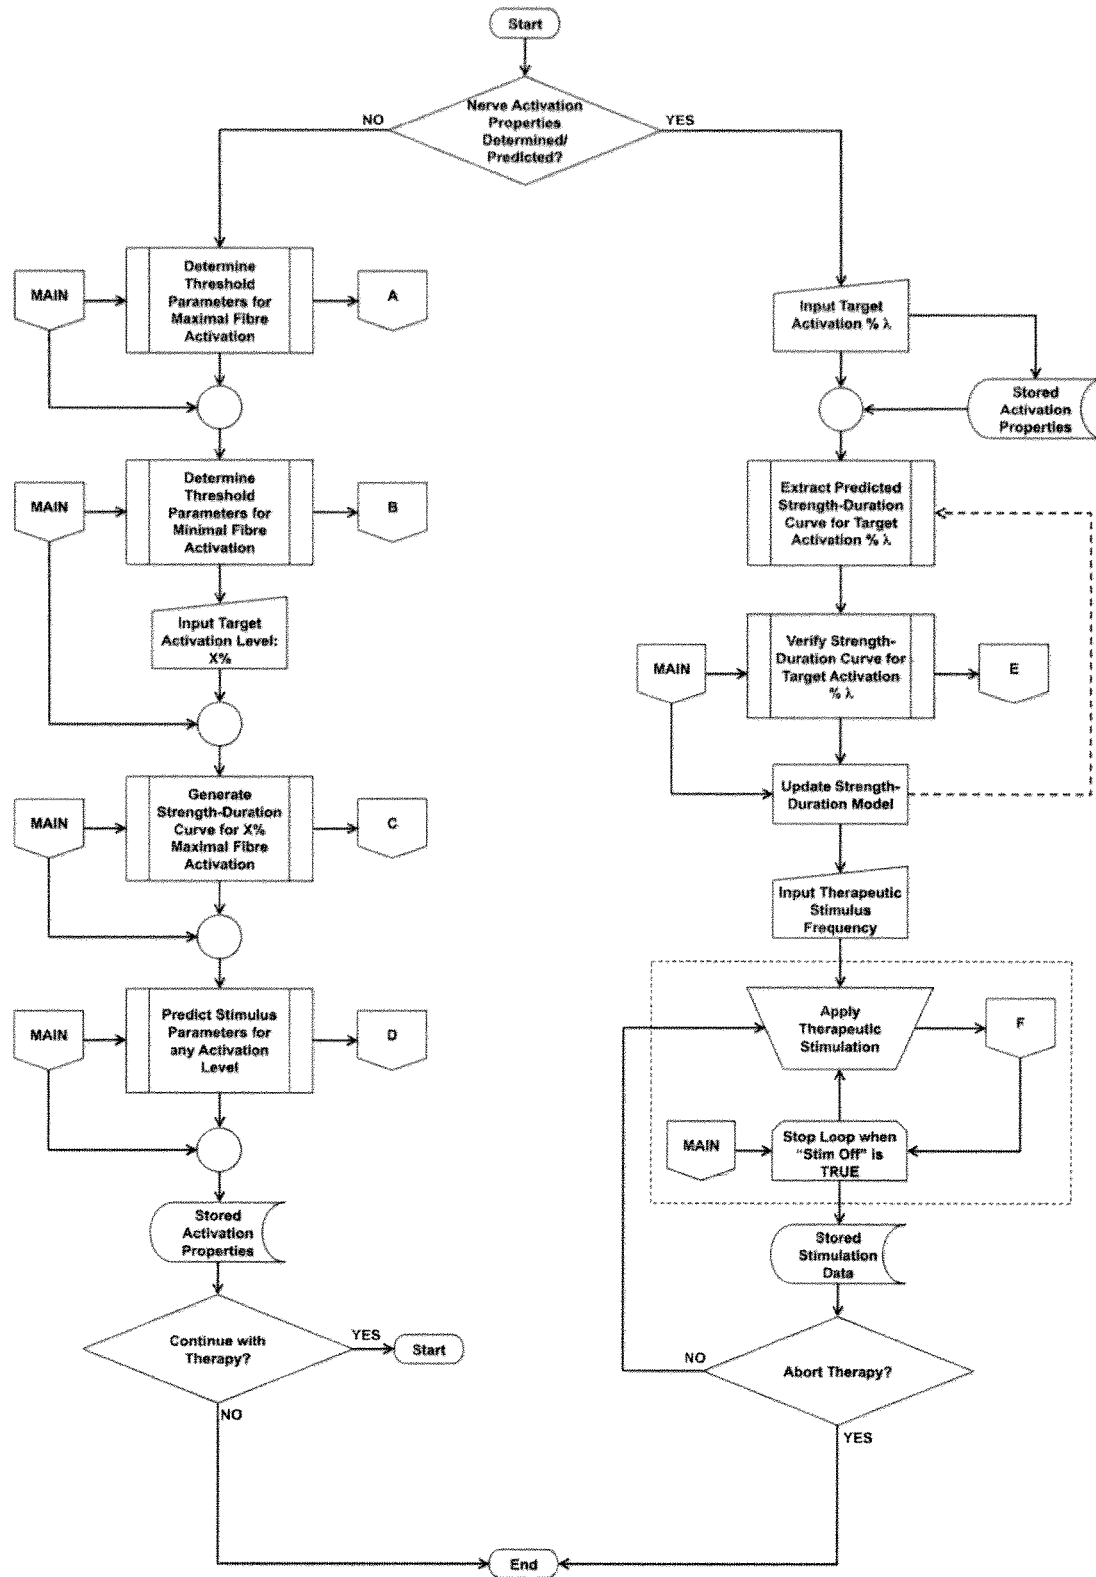 Start
Nerve Activation
Properties
Determined/
Predicted?
NO
YES
MAIN
Determine
Threshold
Parameters for
Maximal Fibre
Activation
A
MAIN
Determine
Threshold
Parameters for
Minimal Fibre
Activation
B
Input Target
Activation Level:
X%
MAIN
Generate
Strength-Duration
Curve for X%
Maximal Fibre
Activation
C
MAIN
Predict Stimulus
Parameters for
any Activation
Level
D
Stored
Activation
Properties
Continue with
Therapy?
YES
Start
NO
Input Target
Activation % λ
Stored
Activation
Properties
Extract Predicted
Strength-Duration
Curve for Target
Activation % λ
MAIN
Verify Strength-
Duration Curve for
Target Activation
% λ
E
Update Strength-
Duration Model
Input Therapeutic
Stimulus
Frequency
Apply
Therapeutic
Stimulation
F
MAIN
Stop Loop when
"Stim Off" is
TRUE
Stored
Stimulation
Data
NO
Abort Therapy?
YES
End